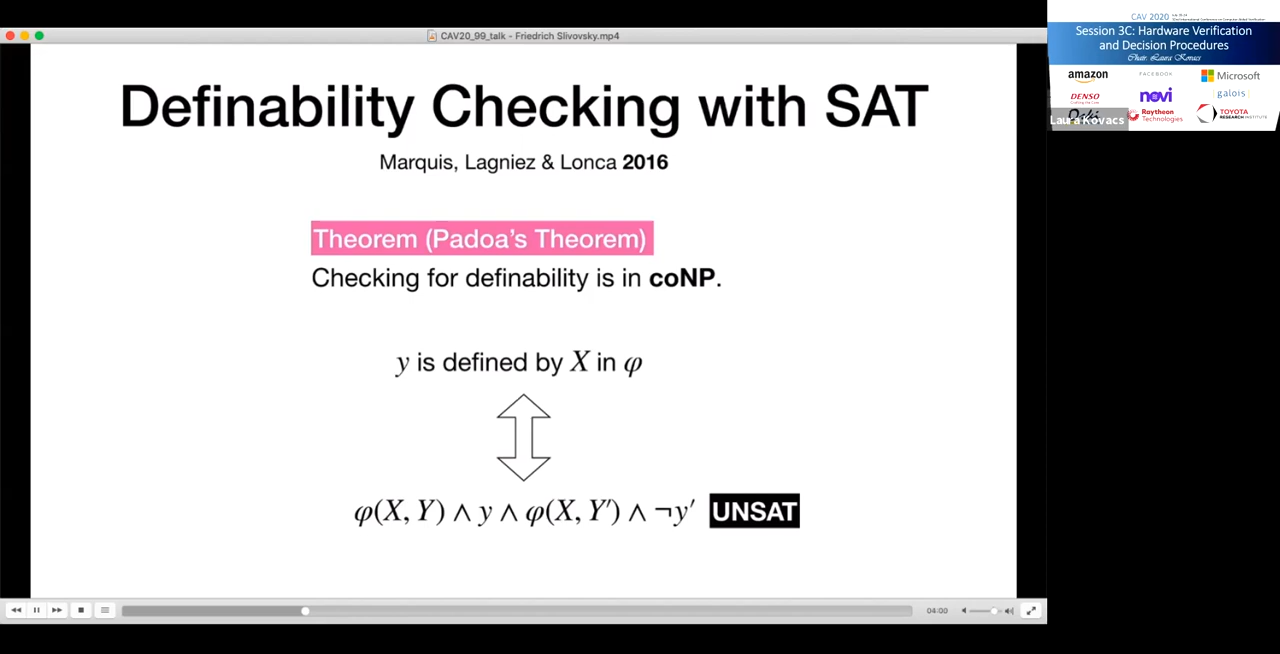 CAV20_99_talk - Friedrich Slivovsky.mp4
Definability Checking with SAT
Marquis, Lagniez & Lonca 2016
Theorem (Padoa's Theorem)
Checking for definability is in coNP.
y is defined by X in φ
φ(X, Y) ∧ y ∧ φ(X, Y′) ∧ ¬y′ UNSAT
04:00
CAV 2020
Session 3C: Hardware Verification
and Decision Procedures
Chair: Laura Kovacs
amazon FACEBOOK Microsoft
DENSO novi galois
Raytheon Technologies TOYOTA RESEARCH INSTITUTE
Laura Kovacs